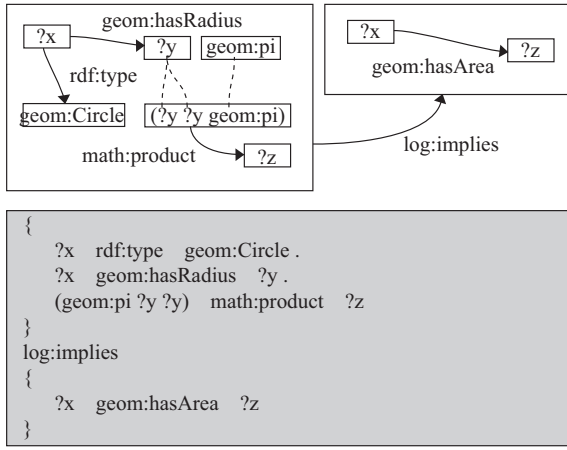 geom:hasRadius
?x
?y
geom:pi
rdf:type
geom:Circle
(?y ?y geom:pi)
math:product
?z
?x
?z
geom:hasArea
log:implies
{
?x rdf:type geom:Circle .
?x geom:hasRadius ?y .
(geom:pi ?y ?y) math:product ?z
}
log:implies
{
?x geom:hasArea ?z
}